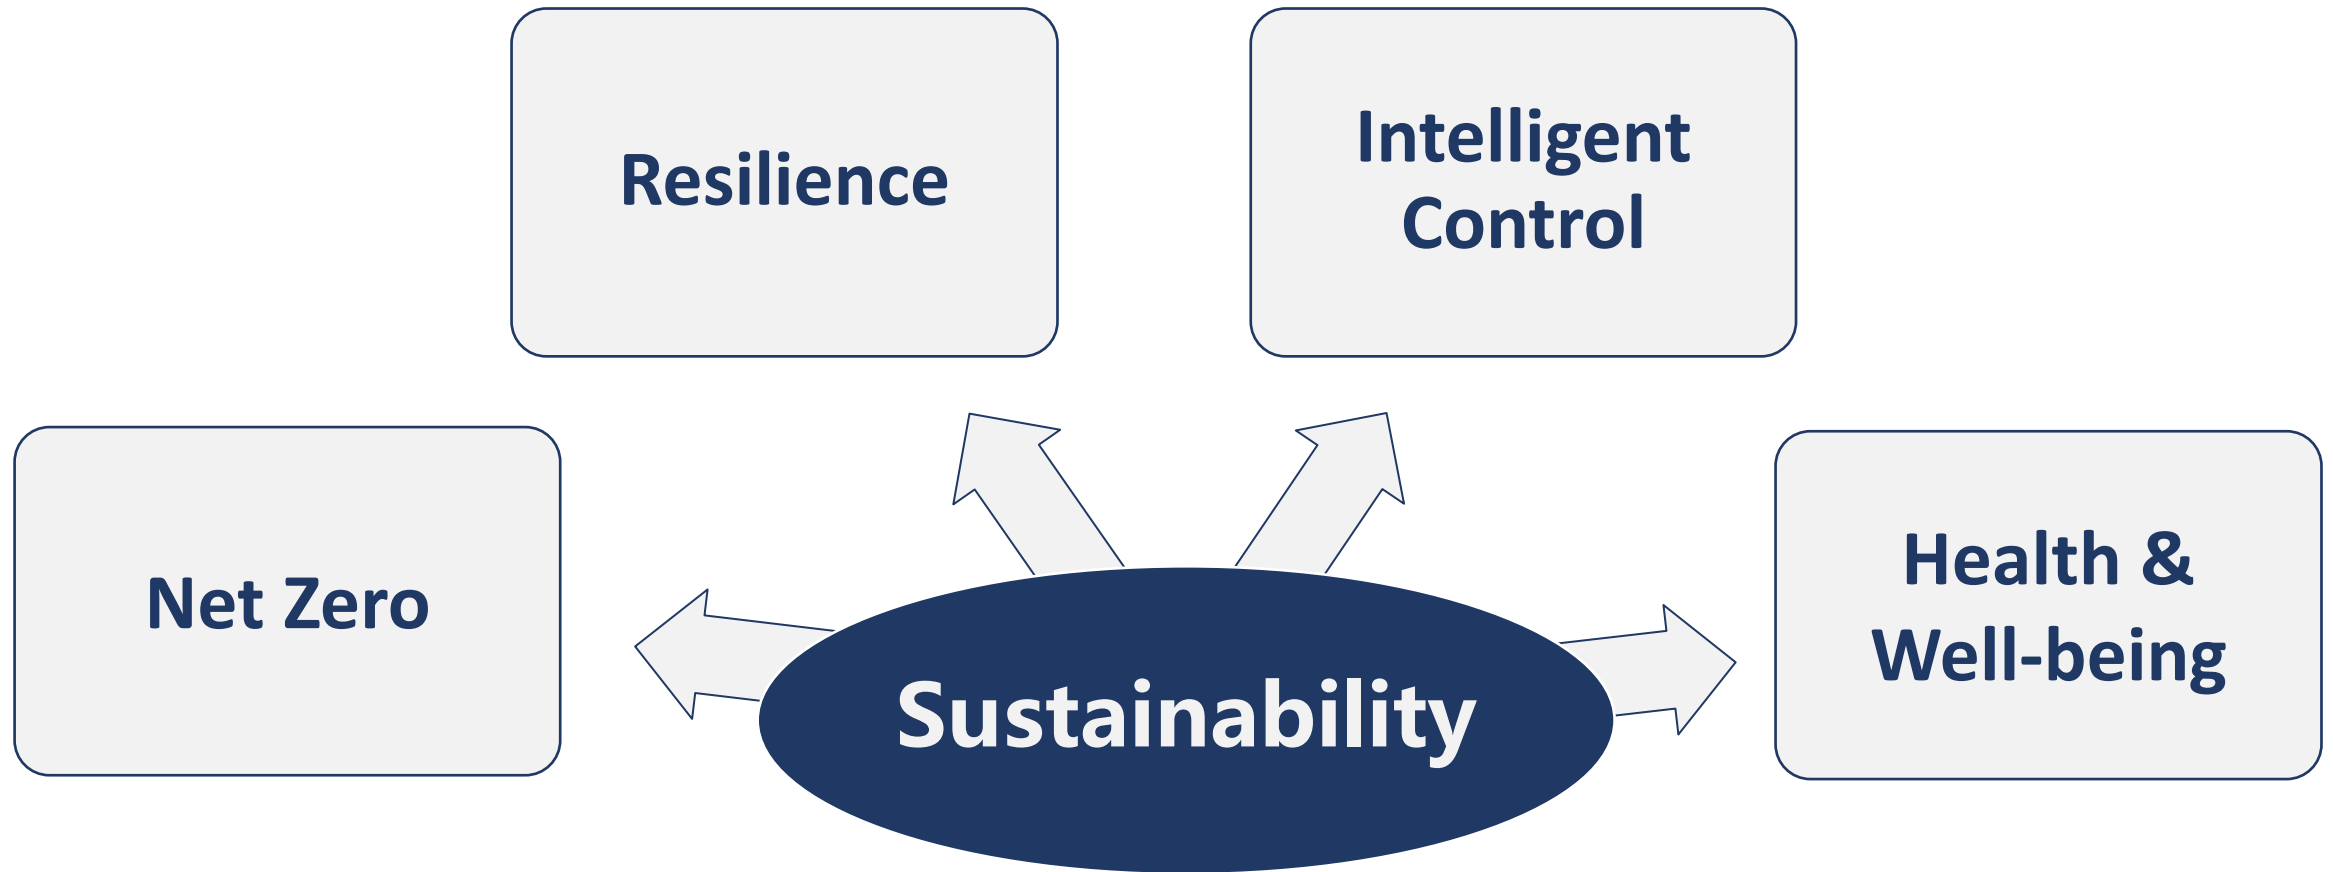 Resilience
Intelligent
Control
Net Zero
Health &
Well-being
Sustainability